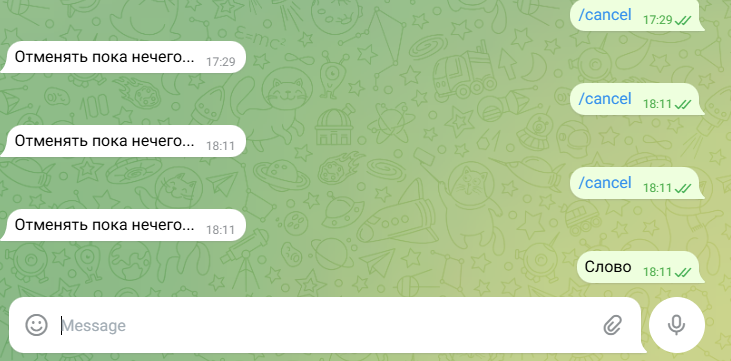 /cancel 17:29
Отменять пока нечего... 17:29
/cancel 18:11
Отменять пока нечего... 18:11
/cancel 18:11
Отменять пока нечего... 18:11
Слово 18:11
Message